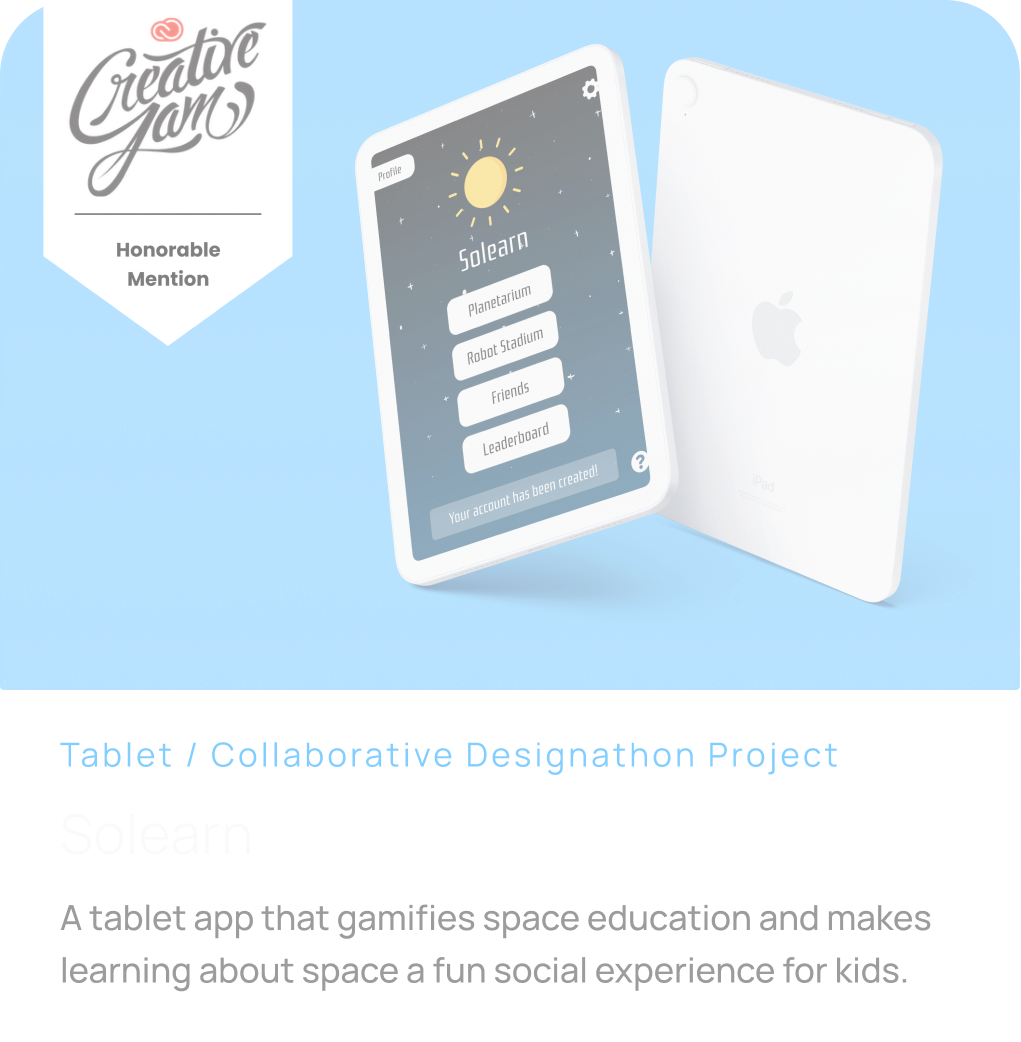 Creative
Jam
Honorable
Mention
Profile
Solearn
Planetarium
Robot Stadium
Friends
Leaderboard
Your account has been created!
?
iPad
Tablet / Collaborative Designathon Project
Solearn
A tablet app that gamifies space education and makes
learning about space a fun social experience for kids.